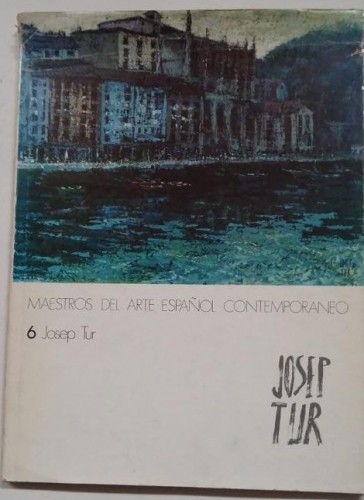 MAESTROS DEL ARTE ESPAÑOL CONTEMPORANEO
6 Josep Tur
JOSEP
TUR